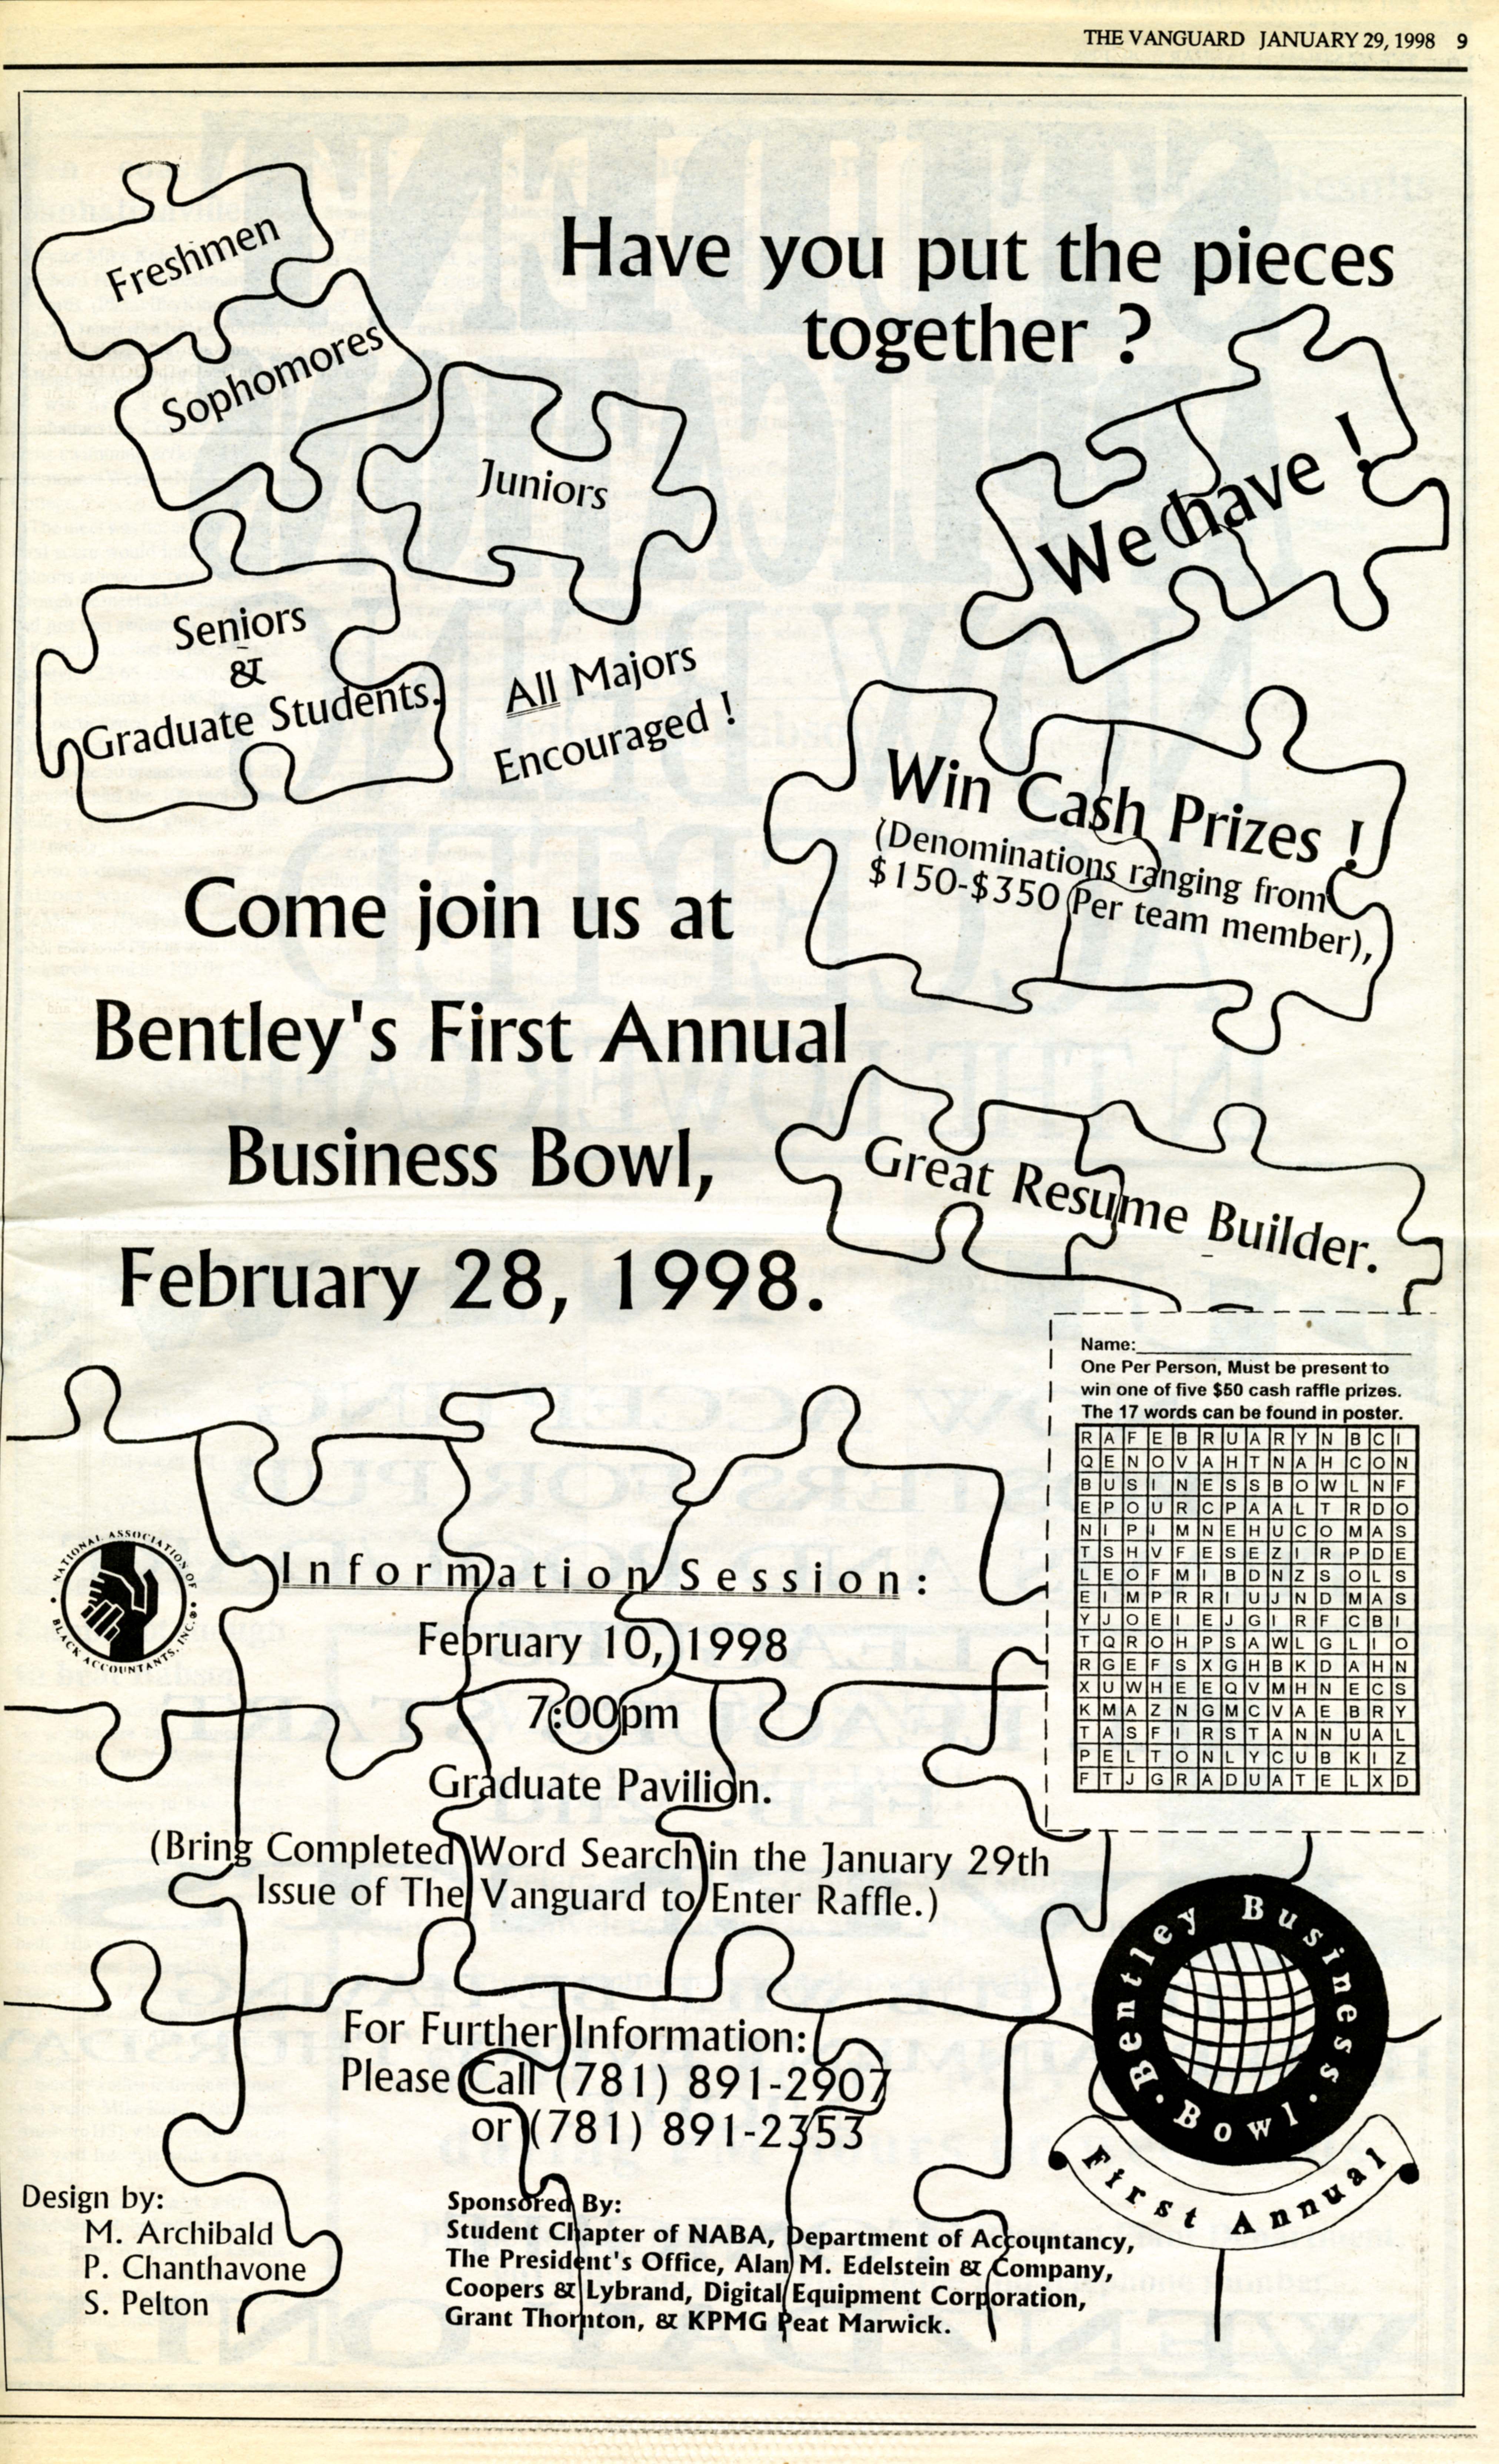 THE VANGUARD JANUARY 29, 1998 9
Have you put the pieces
together ?
Freshmen
Sophomores
Juniors
Seniors
&
Graduate Students.
All Majors
Encouraged !
We have !
Win Cash Prizes !
(Denominations ranging from
$150-$350 (Per team member),
Come join us at
Bentley's First Annual
Business Bowl,
February 28, 1998.
Great Resume Builder.
Name:
One Per Person, Must be present to
win one of five $50 cash raffle prizes.
The 17 words can be found in poster.
R A F E B R U A R Y N B C I
Q E N O V A H T N A H C O N
B U S I N E S S B O W L N F
E P O U R C P A A L T R D O
N I P I M N E H U C O M A S
T S H V F E S E Z I R P D E
L E O F M I B D N Z S O L S
E I M P R R I U J N D M A S
Y J O E I E J G I R F C B I
T Q R O H P S A W L G L I O
R G E F S X G H B K D A H N
X U W H E E Q V M H N E C S
K M A Z N G M C V A E B R Y
T A S F I R S T A N N U A L
P E L T O N L Y C U B K I Z
F T J G R A D U A T E L X D
NATIONAL ASSOCIATION OF
BLACK ACCOUNTANTS, INC.®
Information Session:
February 10, 1998
7:00pm
Graduate Pavilion.
(Bring Completed Word Search in the January 29th
Issue of The Vanguard to Enter Raffle.)
For Further Information:
Please Call (781) 891-2907
or (781) 891-2353
Bentley Business
Bowl
First Annual
Design by:
M. Archibald
P. Chanthavone
S. Pelton
Sponsored By:
Student Chapter of NABA, Department of Accountancy,
The President's Office, Alan M. Edelstein & Company,
Coopers & Lybrand, Digital Equipment Corporation,
Grant Thornton, & KPMG Peat Marwick.